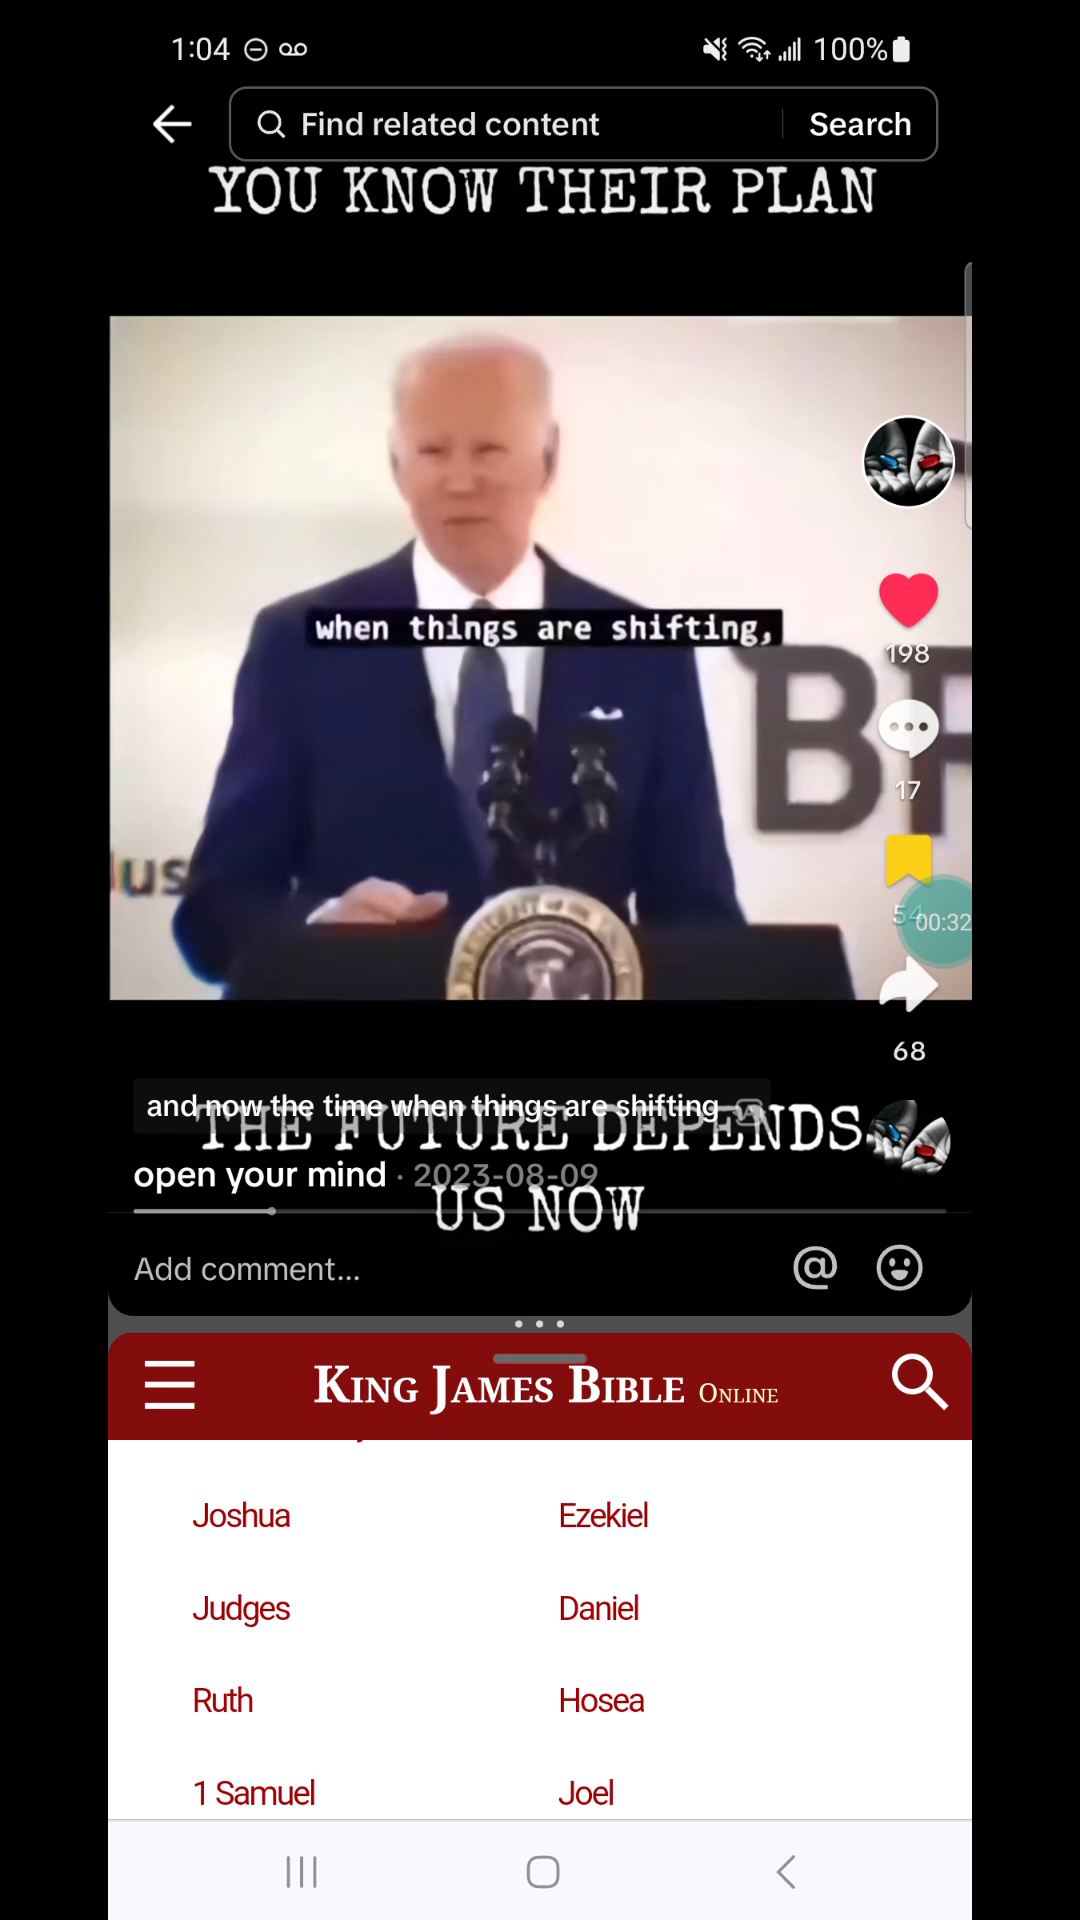 1:04
100%
Find related content
Search
YOU KNOW THEIR PLAN
when things are shifting,
198
B
17
us
54
00:32
68
and now the time when things are shifting
THE FUTURE DEPENDS
open your mind · 2023-08-09
US NOW
Add comment...
KING JAMES BIBLE ONLINE
Joshua
Ezekiel
Judges
Daniel
Ruth
Hosea
1 Samuel
Joel